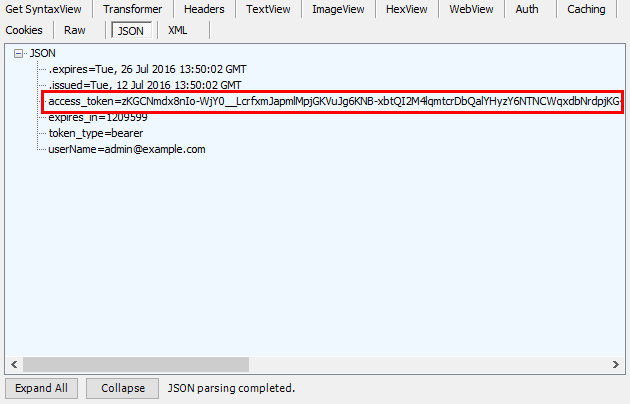 Get SyntaxView Transformer Headers TextView ImageView HexView WebView Auth Caching
Cookies Raw JSON XML
JSON
.expires=Tue, 26 Jul 2016 13:50:02 GMT
.issued=Tue, 12 Jul 2016 13:50:02 GMT
access_token=zKGCNmdx8nIo-WjY0__LcrfxmJapmlMpjGKVuJg6KNB-xbtQI2M4lqmtcrDbQalYHyzY6NTNCWqxdbNrdpjKG
expires_in=1209599
token_type=bearer
userName=admin@example.com
Expand All Collapse JSON parsing completed.